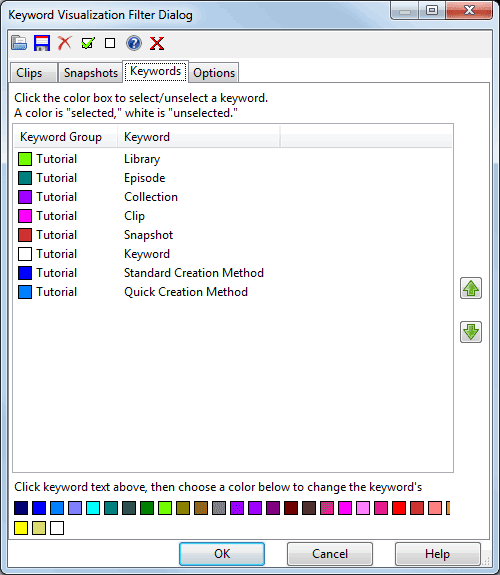 Keyword Visualization Filter Dialog
Clips Snapshots Keywords Options
Click the color box to select/unselect a keyword.
A color is "selected," white is "unselected."
Keyword Group Keyword
Tutorial Library
Tutorial Episode
Tutorial Collection
Tutorial Clip
Tutorial Snapshot
Tutorial Keyword
Tutorial Standard Creation Method
Tutorial Quick Creation Method
Click keyword text above, then choose a color below to change the keyword's
OK Cancel Help